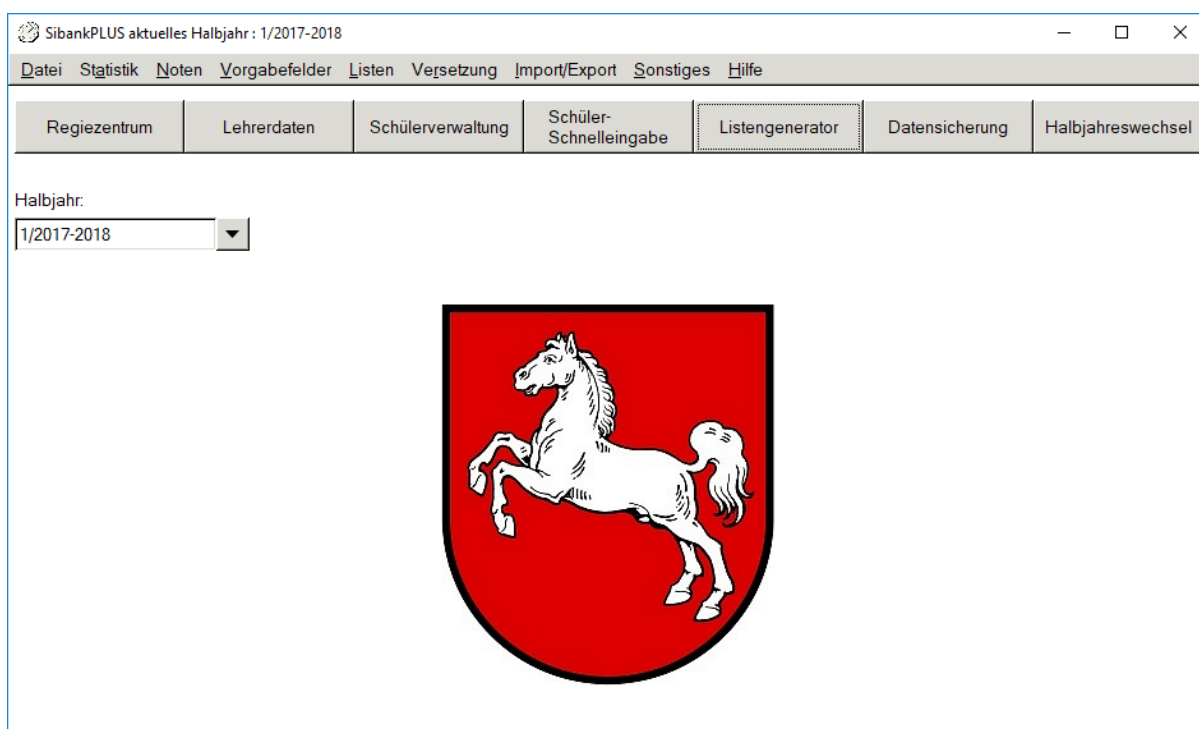 SibankPLUS aktuelles Halbjahr : 1/2017-2018
Datei Statistik Noten Vorgabefelder Listen Versetzung Import/Export Sonstiges Hilfe
Regiezentrum Lehrerdaten Schülerverwaltung Schüler-Schnelleingabe Listengenerator Datensicherung Halbjahreswechsel
Halbjahr:
1/2017-2018